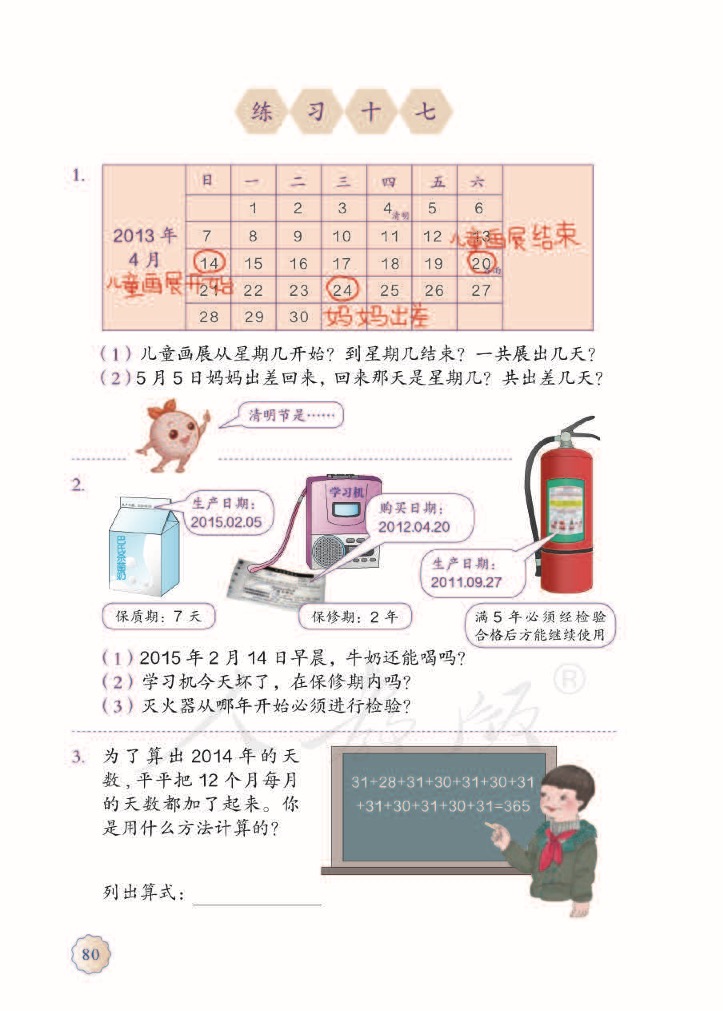 练习十七
1.
日 一 二 三 四 五 六
1 2 3 4清明 5 6
2013年4月
7 8 9 10 11 12 13
儿童画展结束
14 15 16 17 18 19 20
儿童画展开始
21 22 23 24 25 26 27
28 29 30
妈妈出差
(1) 儿童画展从星期几开始?到星期几结束?一共展出几天?
(2) 5月5日妈妈出差回来,回来那天是星期几?共出差几天?
清明节是……
2.
生产日期:
2015.02.05
学习机
购买日期:
2012.04.20
生产日期:
2011.09.27
保质期:7天
保修期:2年
满5年必须经检验
合格后方能继续使用
(1) 2015年2月14日早晨,牛奶还能喝吗?
(2) 学习机今天坏了,在保修期内吗?
(3) 灭火器从哪年开始必须进行检验?
人教版®
3. 为了算出2014年的天
数,平平把12个月每月
的天数都加了起来。你
是用什么方法计算的?
31+28+31+30+31+30+31
+31+30+31+30+31=365
列出算式:
80